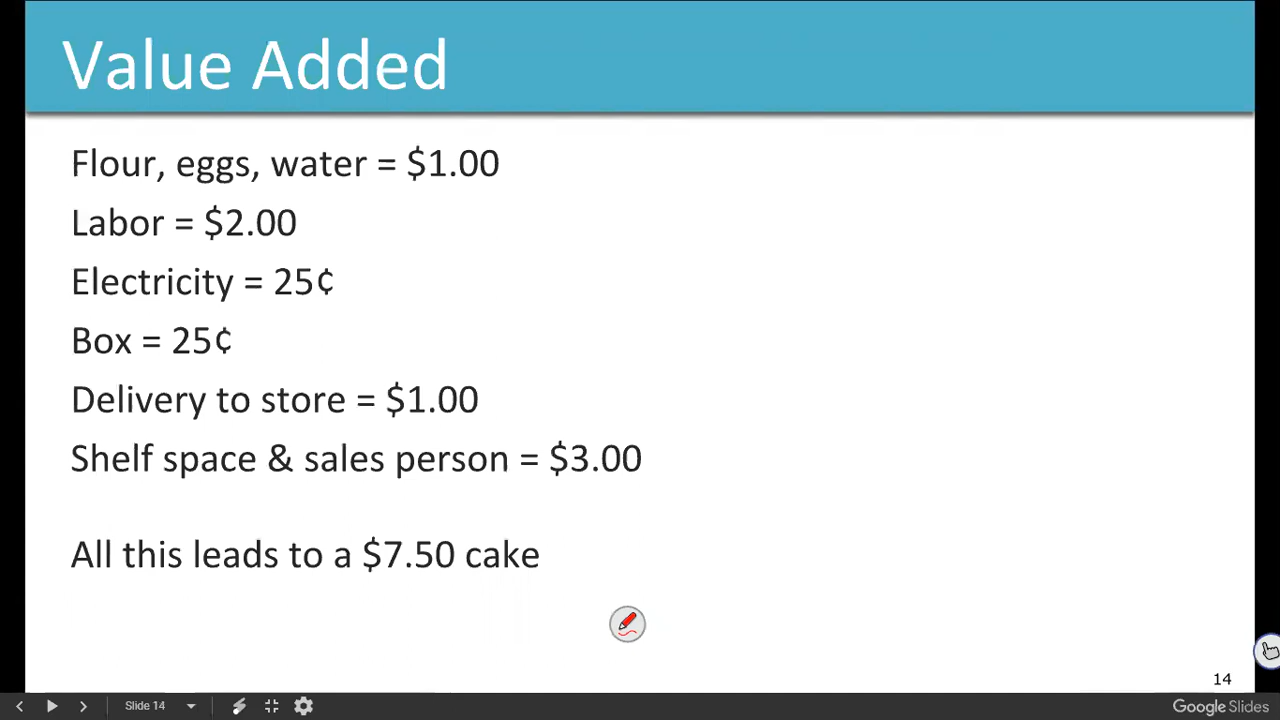 Value Added
Flour, eggs, water = $1.00
Labor = $2.00
Electricity = 25¢
Box = 25¢
Delivery to store = $1.00
Shelf space & sales person = $3.00
All this leads to a $7.50 cake
14
Slide 14
Google Slides